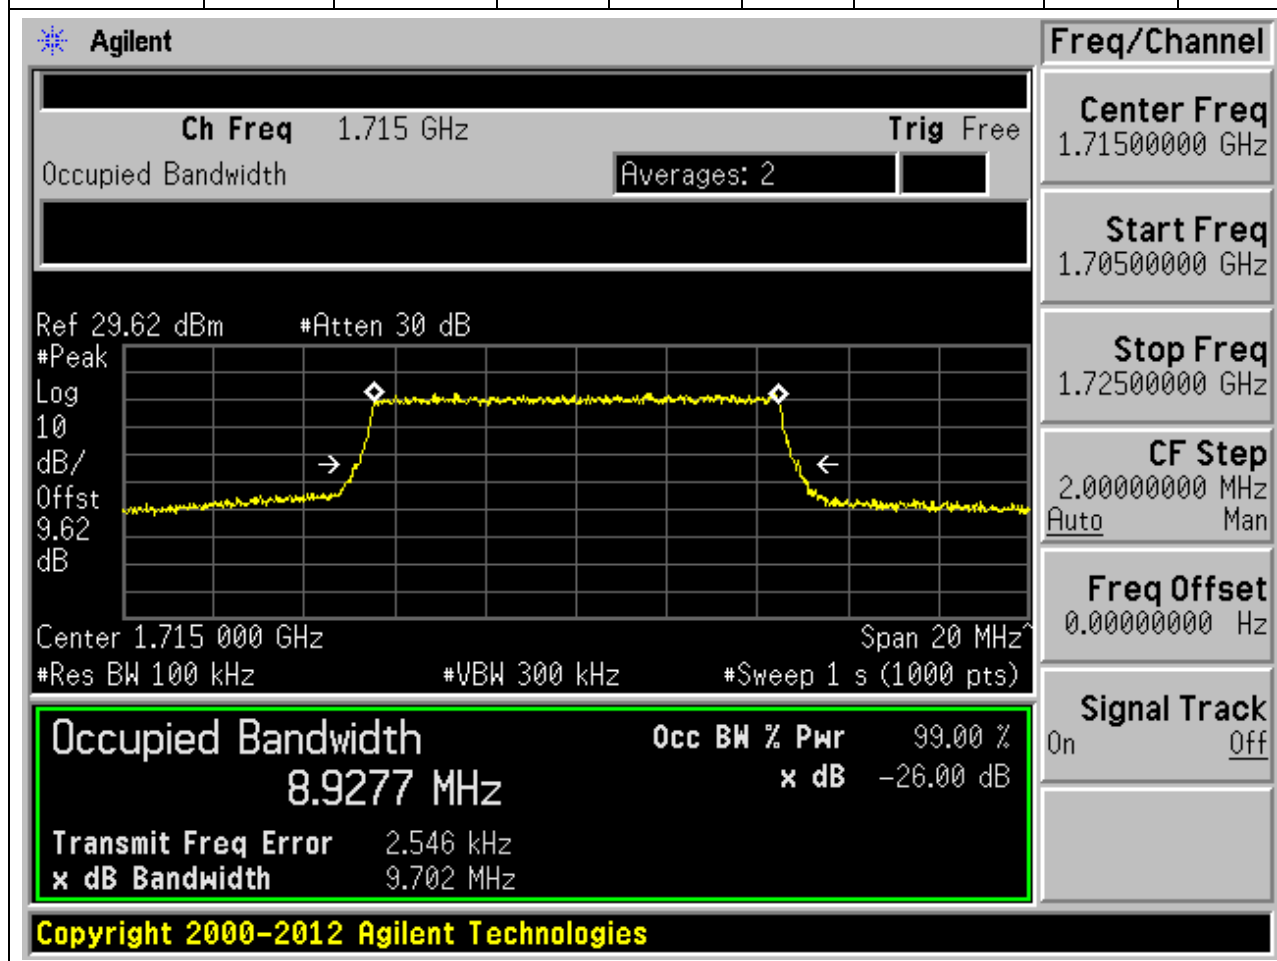 Agilent
Freq/Channel
Ch Freq 1.715 GHz Trig Free
Occupied Bandwidth Averages: 2
Center Freq
1.71500000 GHz
Start Freq
1.70500000 GHz
Stop Freq
1.72500000 GHz
CF Step
2.00000000 MHz
Auto Man
Freq Offset
0.00000000 Hz
Signal Track
On Off
Ref 29.62 dBm #Atten 30 dB
#Peak
Log
10
dB/
Offst
9.62
dB
Center 1.715 000 GHz Span 20 MHz^
#Res BW 100 kHz #VBW 300 kHz #Sweep 1 s (1000 pts)
Occupied Bandwidth Occ BW % Pwr 99.00 %
8.9277 MHz x dB -26.00 dB
Transmit Freq Error 2.546 kHz
x dB Bandwidth 9.702 MHz
Copyright 2000-2012 Agilent Technologies